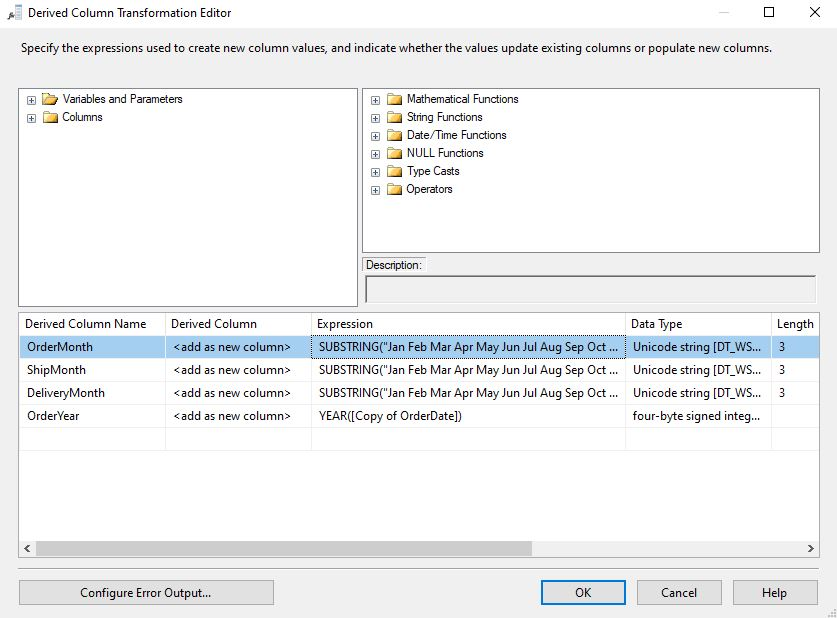 Derived Column Transformation Editor
Specify the expressions used to create new column values, and indicate whether the values update existing columns or populate new columns.
Variables and Parameters
Columns
Mathematical Functions
String Functions
Date/Time Functions
NULL Functions
Type Casts
Operators
Description:
Derived Column Name Derived Column Expression Data Type Length
OrderMonth <add as new column> SUBSTRING("Jan Feb Mar Apr May Jun Jul Aug Sep Oct ... Unicode string [DT_WS... 3
ShipMonth <add as new column> SUBSTRING("Jan Feb Mar Apr May Jun Jul Aug Sep Oct ... Unicode string [DT_WS... 3
DeliveryMonth <add as new column> SUBSTRING("Jan Feb Mar Apr May Jun Jul Aug Sep Oct ... Unicode string [DT_WS... 3
OrderYear <add as new column> YEAR([Copy of OrderDate]) four-byte signed integ...
Configure Error Output... OK Cancel Help